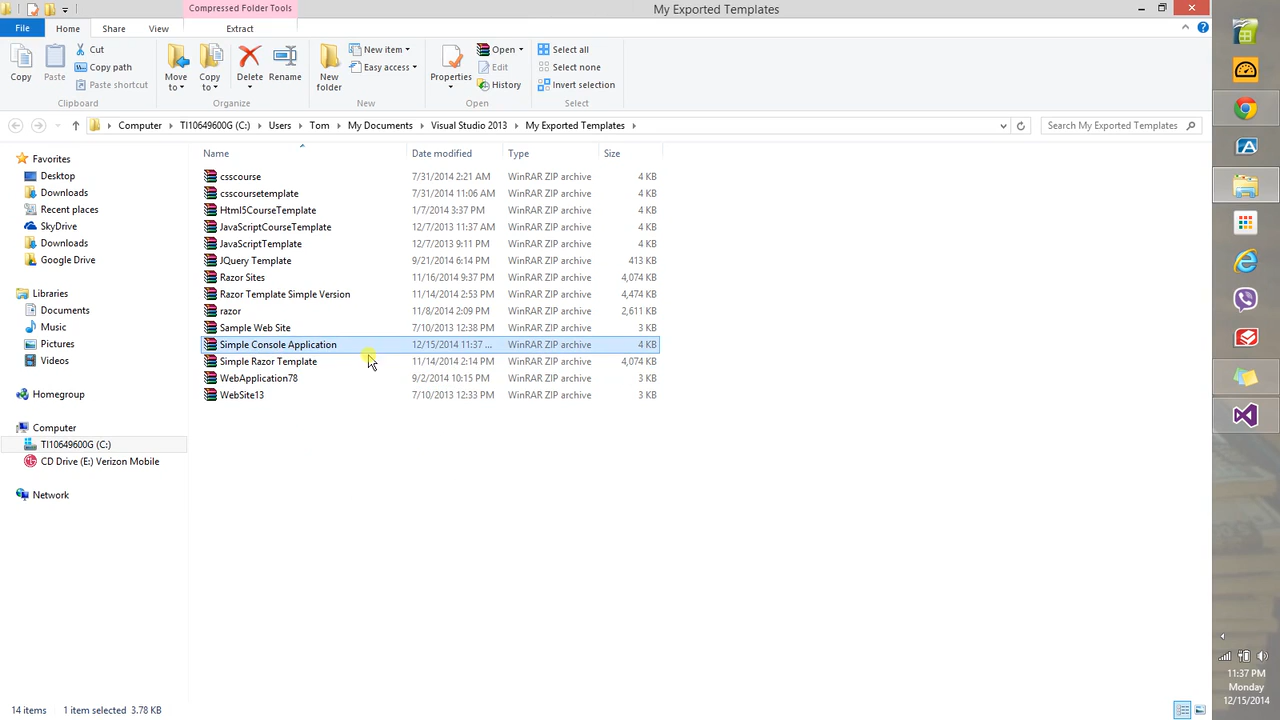 Compressed Folder Tools
My Exported Templates
File Home Share View Extract
Copy
Paste
Cut
Copy path
Paste shortcut
Clipboard
Move to
Copy to
Delete
Rename
Organize
New folder
New item
Easy access
New
Properties
Open
Edit
History
Open
Select all
Select none
Invert selection
Select
Computer TI10649600G (C:) Users Tom My Documents Visual Studio 2013 My Exported Templates
Search My Exported Templates
Favorites
Desktop
Downloads
Recent places
SkyDrive
Downloads
Google Drive
Libraries
Documents
Music
Pictures
Videos
Homegroup
Computer
TI10649600G (C:)
CD Drive (E:) Verizon Mobile
Network
Name Date modified Type Size
csscourse 7/31/2014 2:21 AM WinRAR ZIP archive 4 KB
csscoursetemplate 7/31/2014 11:06 AM WinRAR ZIP archive 4 KB
Html5CourseTemplate 1/7/2014 3:37 PM WinRAR ZIP archive 4 KB
JavaScriptCourseTemplate 12/7/2013 11:37 AM WinRAR ZIP archive 4 KB
JavaScriptTemplate 12/7/2013 9:11 PM WinRAR ZIP archive 4 KB
JQuery Template 9/21/2014 6:14 PM WinRAR ZIP archive 413 KB
Razor Sites 11/16/2014 9:37 PM WinRAR ZIP archive 4,074 KB
Razor Template Simple Version 11/14/2014 2:53 PM WinRAR ZIP archive 4,474 KB
razor 11/8/2014 2:09 PM WinRAR ZIP archive 2,611 KB
Sample Web Site 7/10/2013 12:38 PM WinRAR ZIP archive 3 KB
Simple Console Application 12/15/2014 11:37 ... WinRAR ZIP archive 4 KB
Simple Razor Template 11/14/2014 2:14 PM WinRAR ZIP archive 4,074 KB
WebApplication78 9/2/2014 10:15 PM WinRAR ZIP archive 3 KB
WebSite13 7/10/2013 12:33 PM WinRAR ZIP archive 3 KB
14 items 1 item selected 3.78 KB
11:37 PM
Monday
12/15/2014